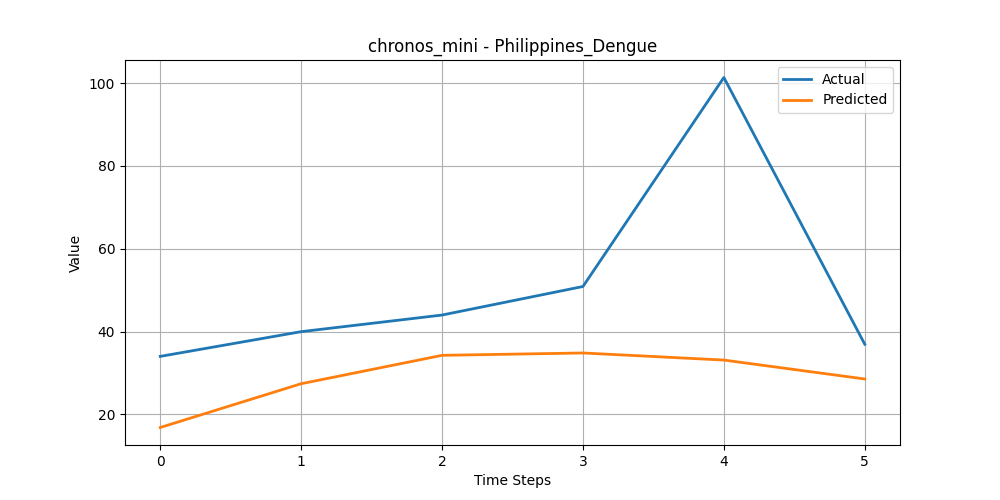 chronos_mini - Philippines_Dengue
Actual
Predicted
100
80
60
40
20
Value
0 1 2 3 4 5
Time Steps